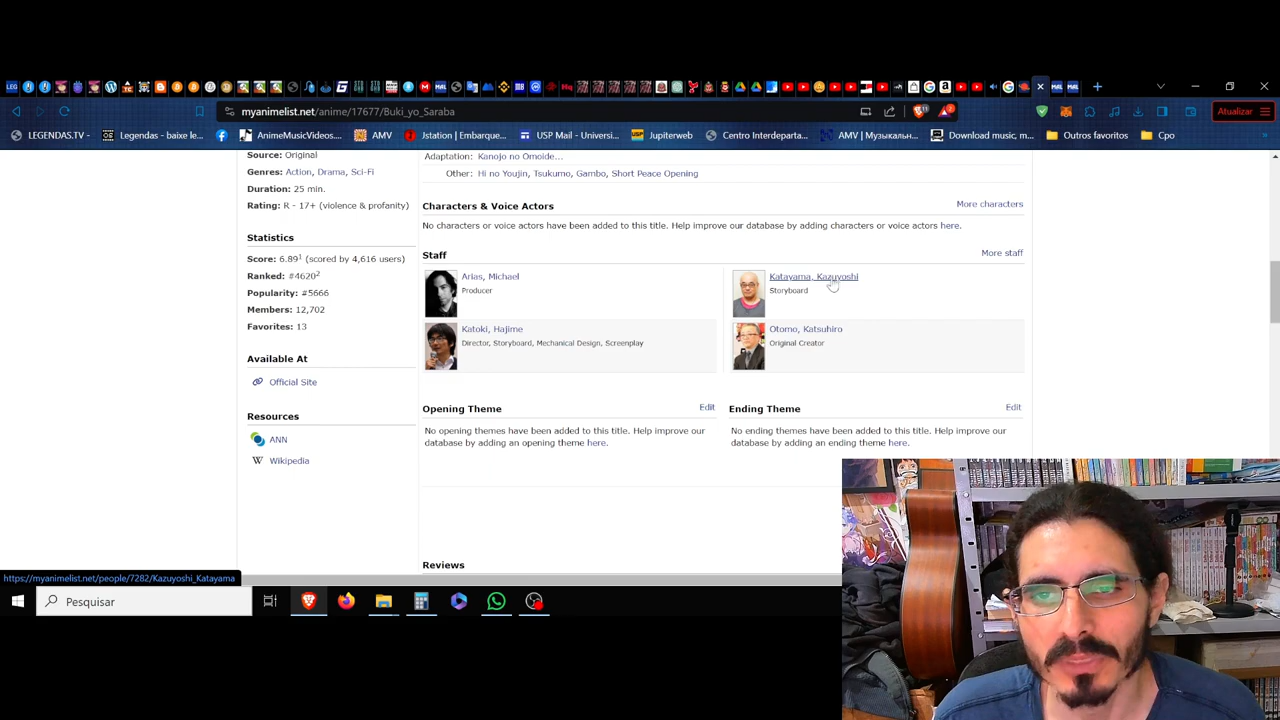 myanimelist.net/anime/17677/Buki_yo_Saraba
Atualizar
LEGENDAS.TV -
Legendas - baixe le...
AnimeMusicVideos....
AMV
Jstation | Embarque...
USP Mail - Universi...
Jupiterweb
Centro Interdeparta...
AMV | Музыкальн...
Download music, m...
Outros favoritos
Cpo
Source: Original
Genres: Action, Drama, Sci-Fi
Duration: 25 min.
Rating: R - 17+ (violence & profanity)
Statistics
Score: 6.89¹ (scored by 4,616 users)
Ranked: #4620²
Popularity: #5666
Members: 12,702
Favorites: 13
Available At
Official Site
Resources
ANN
Wikipedia
Adaptation: Kanojo no Omoide...
Other: Hi no Youjin, Tsukumo, Gambo, Short Peace Opening
Characters & Voice Actors
More characters
No characters or voice actors have been added to this title. Help improve our database by adding characters or voice actors here.
Staff
More staff
Arias, Michael
Producer
Katayama, Kazuyoshi
Storyboard
Katoki, Hajime
Director, Storyboard, Mechanical Design, Screenplay
Otomo, Katsuhiro
Original Creator
Opening Theme
Edit
No opening themes have been added to this title. Help improve our
database by adding an opening theme here.
Ending Theme
Edit
No ending themes have been added to this title. Help improve our
database by adding an ending theme here.
Reviews
https://myanimelist.net/people/7282/Kazuyoshi_Katayama
Pesquisar